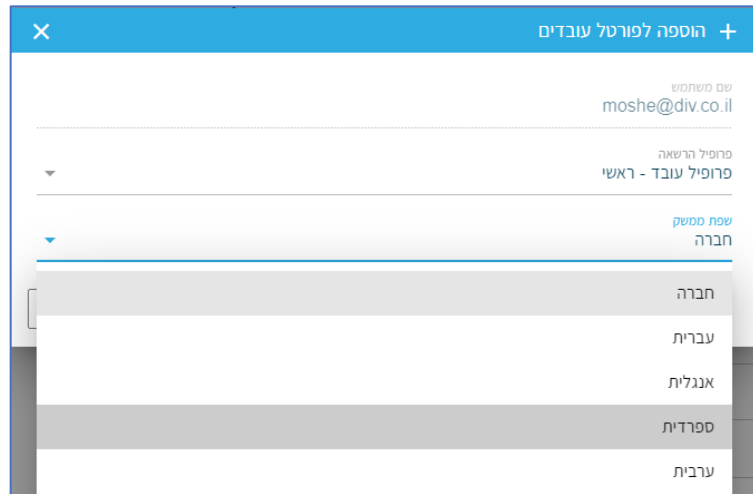 + הוספה לפורטל עובדים
שם משתמש
moshe@div.co.il
פרופיל הרשאה
פרופיל עובד - ראשי
שפת ממשק
חברה
חברה
עברית
אנגלית
ספרדית
ערבית